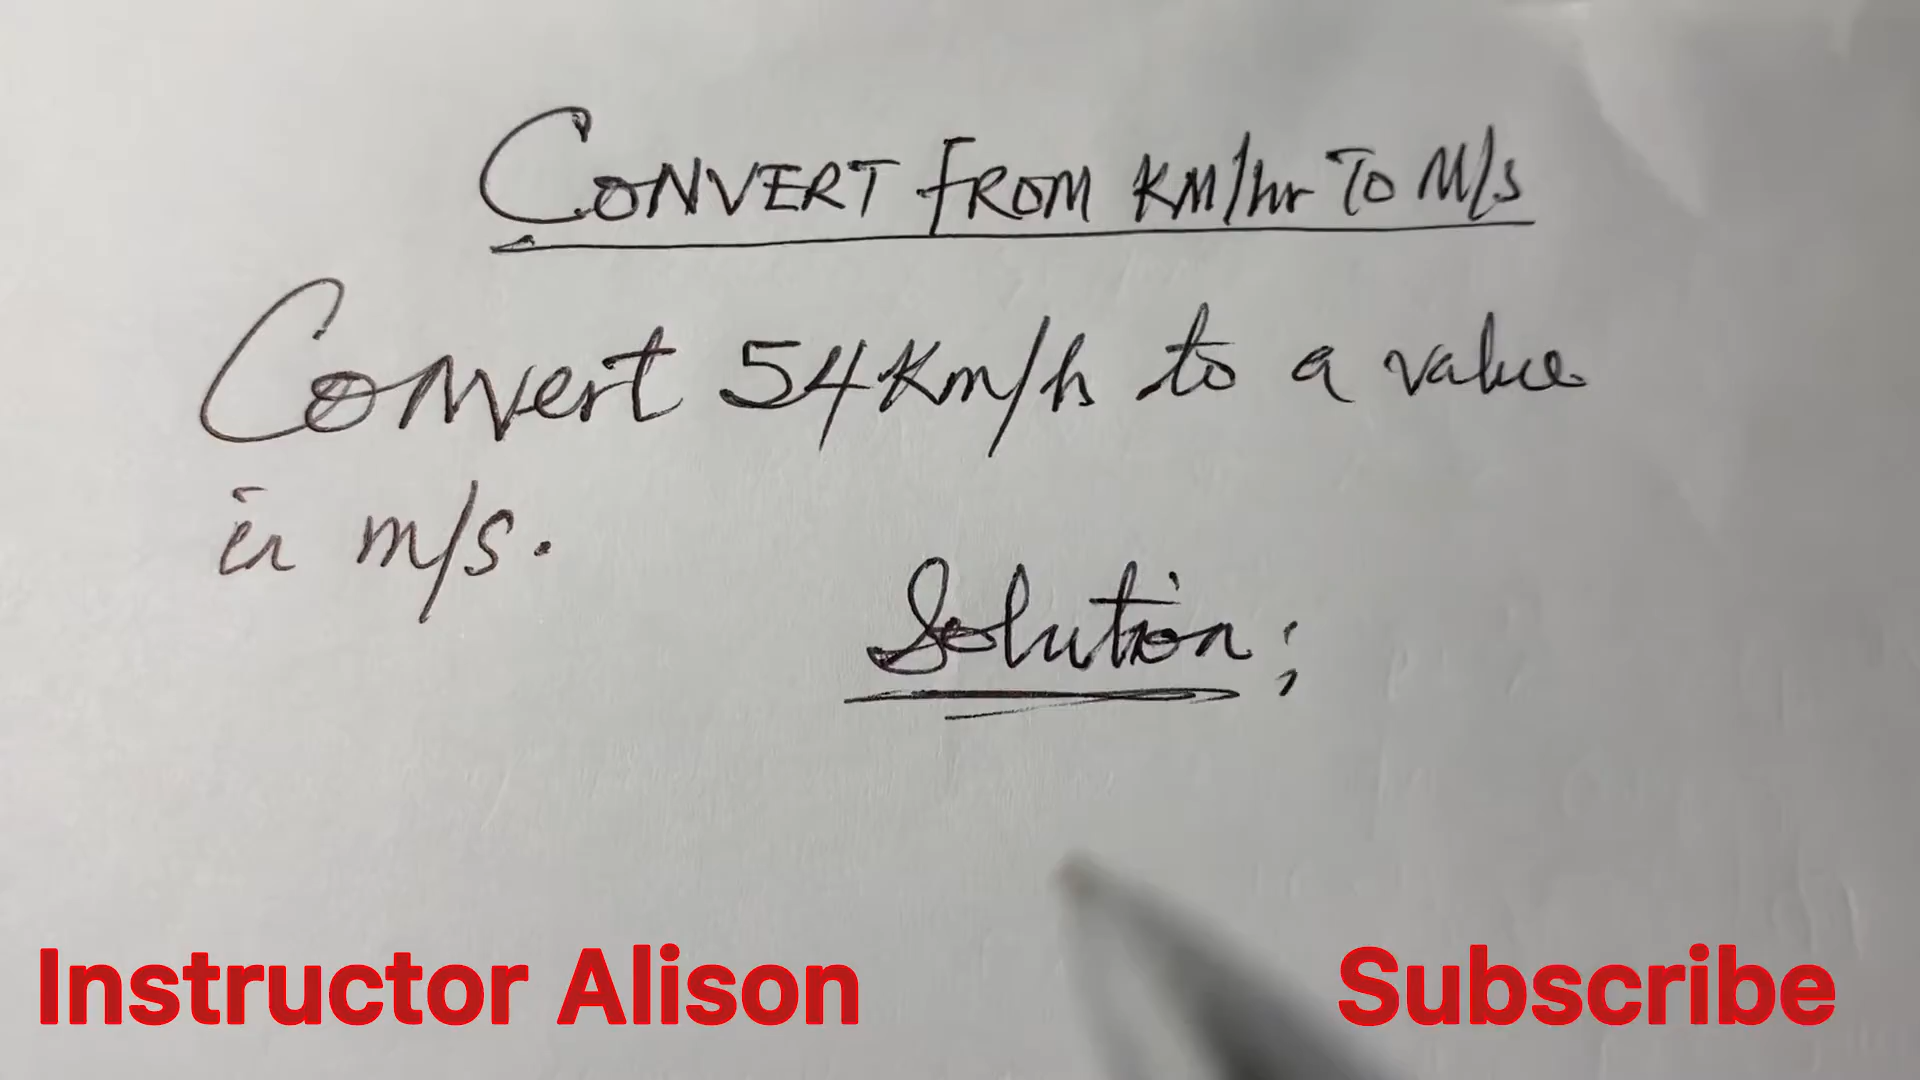 CONVERT FROM KM/hr TO M/S
Convert 54Km/h to a value
in m/s.
Solution;
Instructor Alison
Subscribe